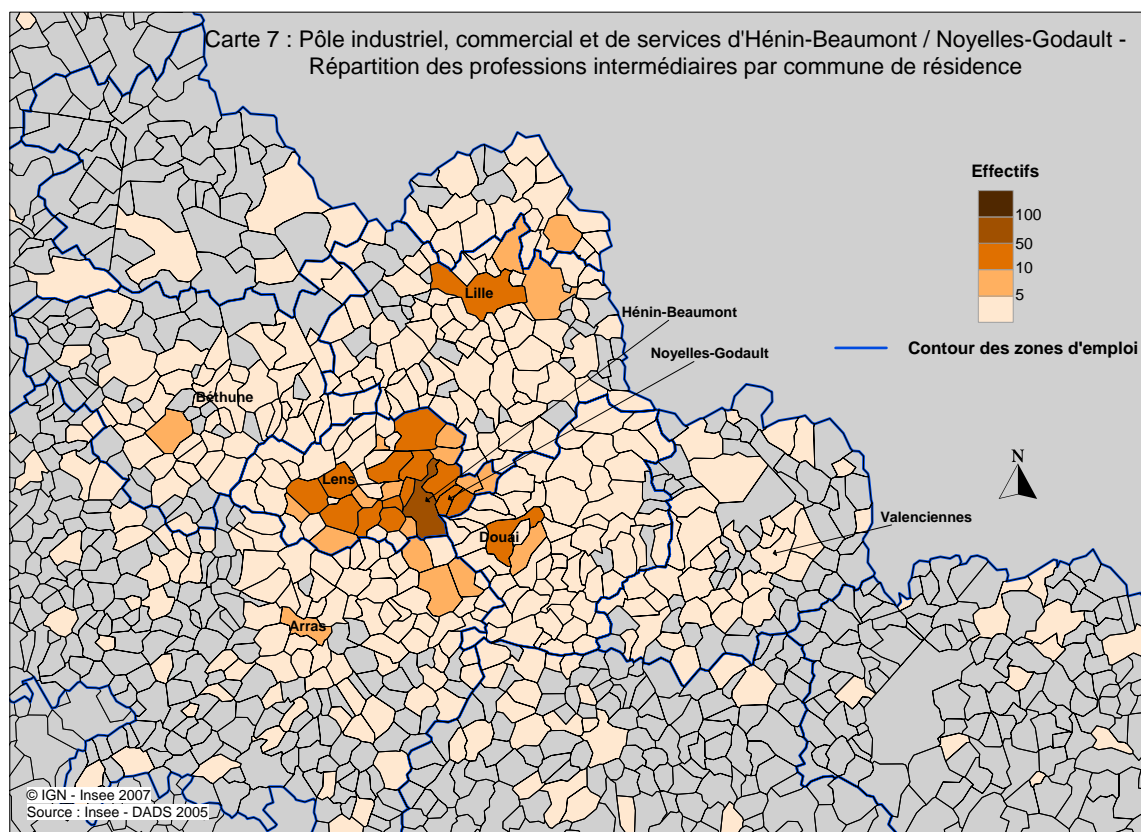 Carte 7 : Pôle industriel, commercial et de services d'Hénin-Beaumont / Noyelles-Godault -
Répartition des professions intermédiaires par commune de résidence
Effectifs
100
50
10
5
Contour des zones d'emploi
Lille
Hénin-Beaumont
Noyelles-Godault
Béthune
Lens
N
Valenciennes
Douai
Arras
© IGN - Insee 2007
Source : Insee - DADS 2005